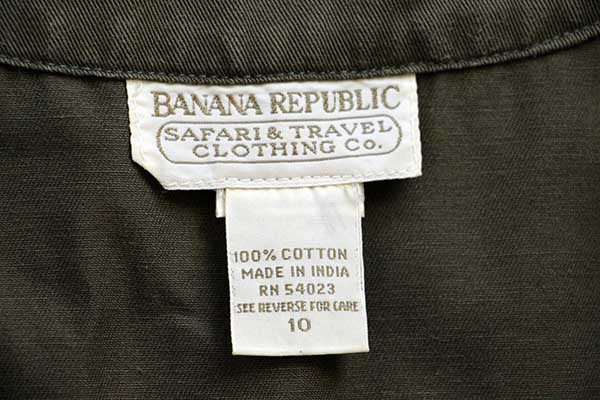 BANANA REPUBLIC
SAFARI & TRAVEL
CLOTHING Co.
100% COTTON
MADE IN INDIA
RN 54023
SEE REVERSE FOR CARE
10